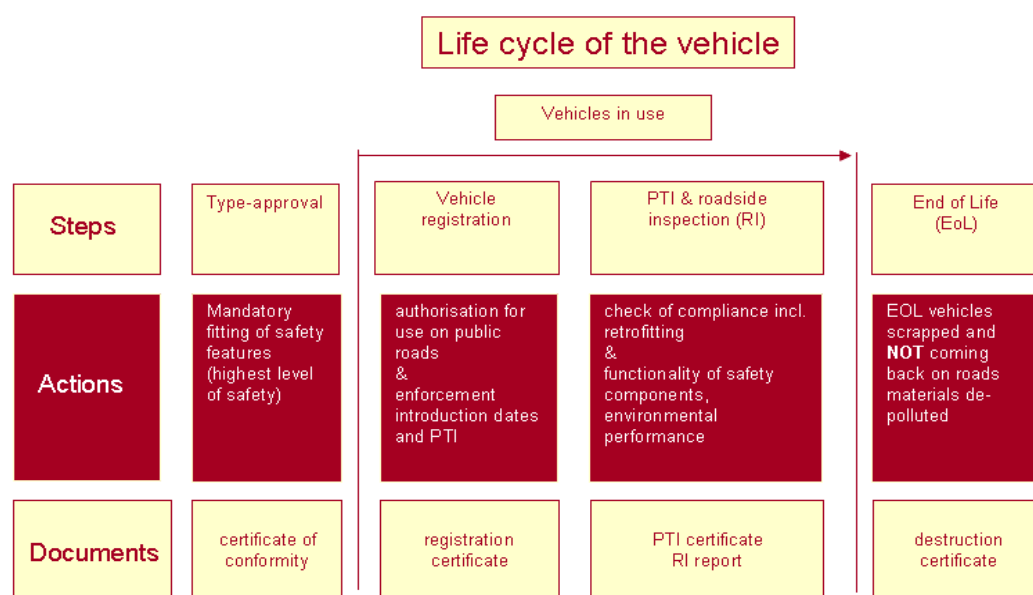 Life cycle of the vehicle
Vehicles in use
Steps
Type-approval
Vehicle
registration
PTI & roadside
inspection (RI)
End of Life
(EoL)
Actions
Mandatory
fitting of safety
features
(highest level
of safety)
authorisation for
use on public
roads
&
enforcement
introduction dates
and PTI
check of compliance incl.
retrofitting
&
functionality of safety
components,
environmental
performance
EOL vehicles
scrapped and
NOT coming
back on roads
materials de-
polluted
Documents
certificate of
conformity
registration
certificate
PTI certificate
RI report
destruction
certificate